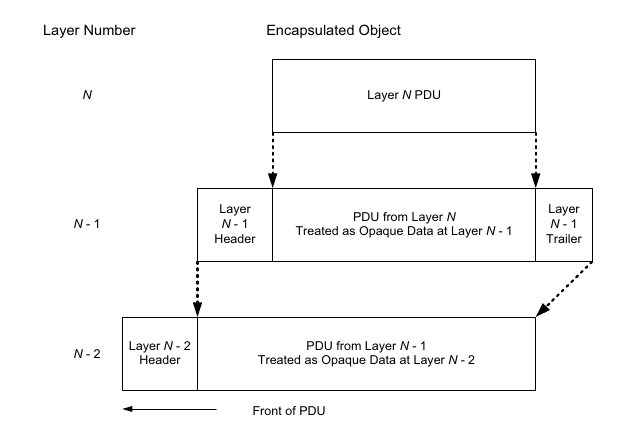 Layer Number
Encapsulated Object
N
Layer N PDU
N - 1
Layer
N - 1
Header
PDU from Layer N
Treated as Opaque Data at Layer N - 1
Layer
N - 1
Trailer
N - 2
Layer N - 2
Header
PDU from Layer N - 1
Treated as Opaque Data at Layer N - 2
Front of PDU